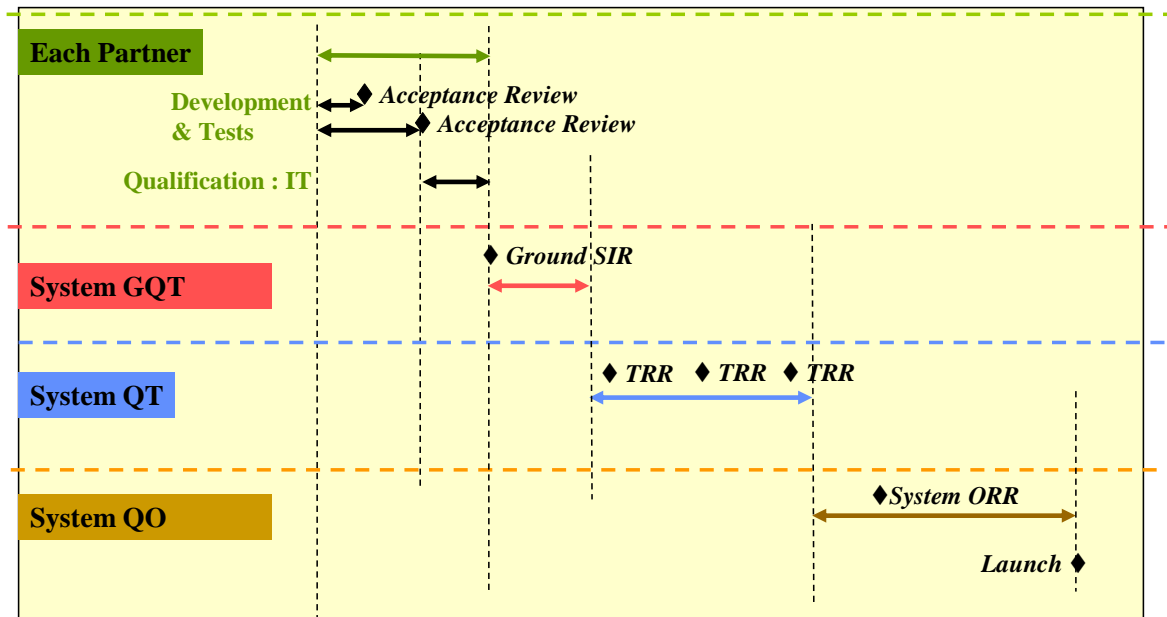 Each Partner
Acceptance Review
Development
& Tests
Acceptance Review
Qualification : IT
Ground SIR
System GQT
TRR TRR TRR
System QT
System ORR
System QO
Launch